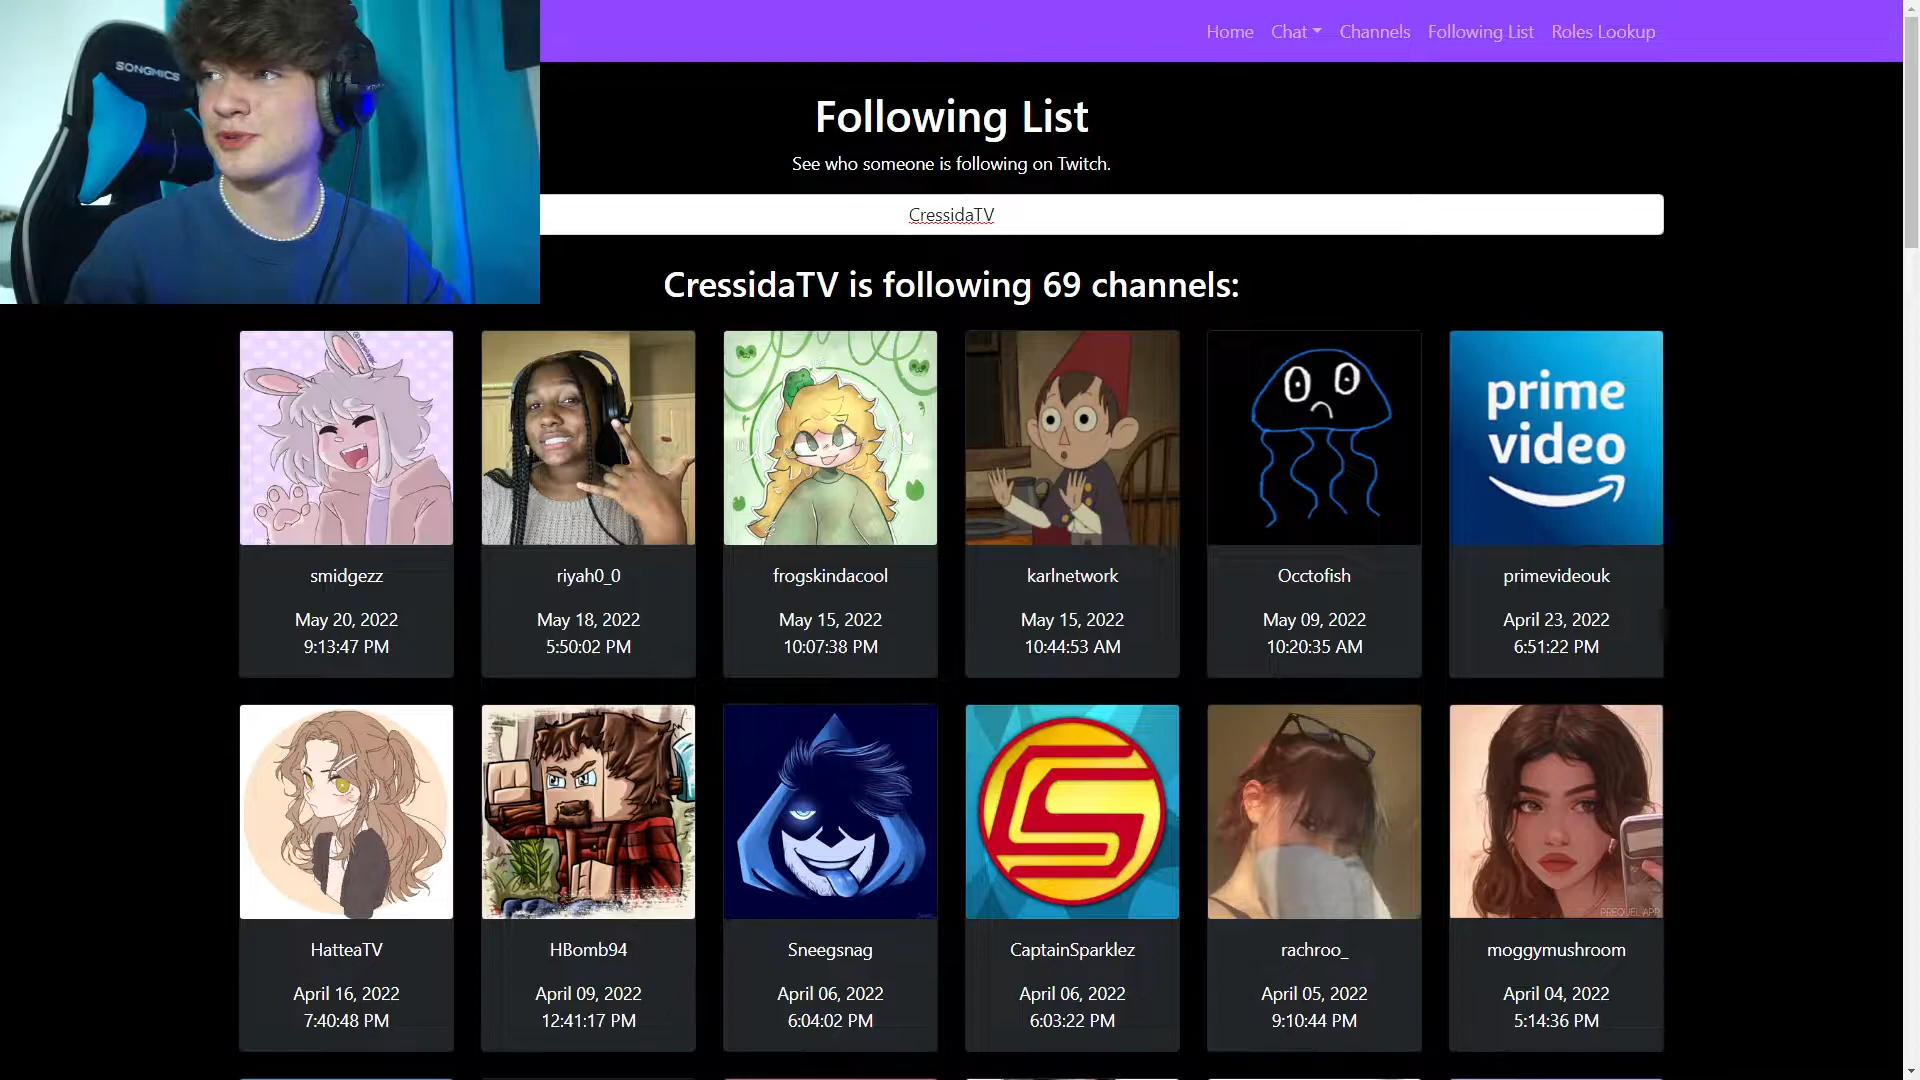 SONGMICS
Home Chat Channels Following List Roles Lookup
Following List
See who someone is following on Twitch.
CressidaTV
CressidaTV is following 69 channels:
prime
video
smidgezz
May 20, 2022
9:13:47 PM
riyah0_0
May 18, 2022
5:50:02 PM
frogskindacool
May 15, 2022
10:07:38 PM
karlnetwork
May 15, 2022
10:44:53 AM
Occtofish
May 09, 2022
10:20:35 AM
primevideouk
April 23, 2022
6:51:22 PM
PREQUEL APP
HatteaTV
April 16, 2022
7:40:48 PM
HBomb94
April 09, 2022
12:41:17 PM
Sneegsnag
April 06, 2022
6:04:02 PM
CaptainSparklez
April 06, 2022
6:03:22 PM
rachroo_
April 05, 2022
9:10:44 PM
moggymushroom
April 04, 2022
5:14:36 PM